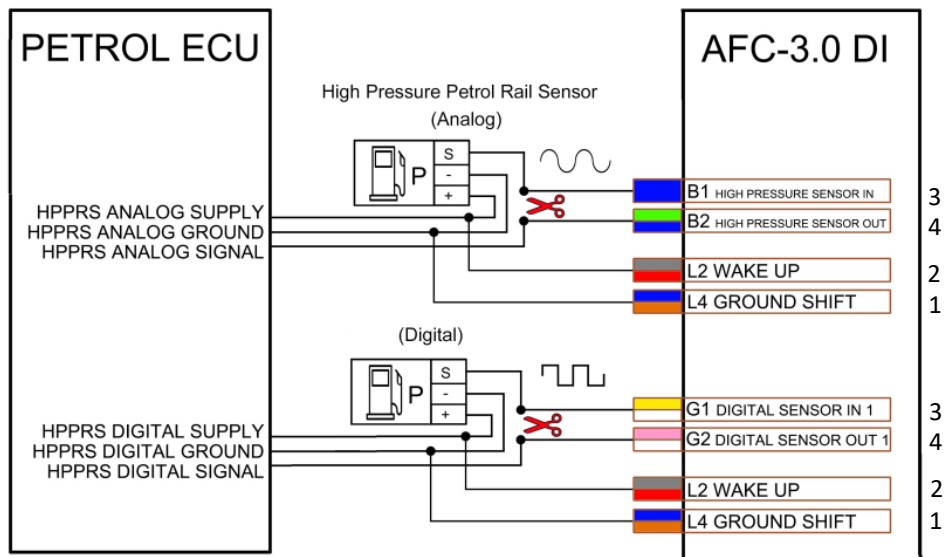 PETROL ECU
AFC-3.0 DI
High Pressure Petrol Rail Sensor
(Analog)
S
P
-
+
HPPRS ANALOG SUPPLY
HPPRS ANALOG GROUND
HPPRS ANALOG SIGNAL
B1 HIGH PRESSURE SENSOR IN 3
B2 HIGH PRESSURE SENSOR OUT 4
L2 WAKE UP 2
L4 GROUND SHIFT 1
(Digital)
S
P
-
+
HPPRS DIGITAL SUPPLY
HPPRS DIGITAL GROUND
HPPRS DIGITAL SIGNAL
G1 DIGITAL SENSOR IN 1 3
G2 DIGITAL SENSOR OUT 1 4
L2 WAKE UP 2
L4 GROUND SHIFT 1